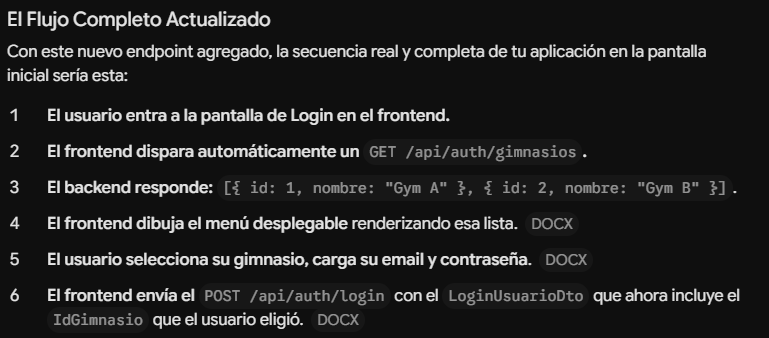 El Flujo Completo Actualizado
Con este nuevo endpoint agregado, la secuencia real y completa de tu aplicación en la pantalla
inicial sería esta:
1 El usuario entra a la pantalla de Login en el frontend.
2 El frontend dispara automáticamente un GET /api/auth/gimnasios.
3 El backend responde: [{ id: 1, nombre: "Gym A" }, { id: 2, nombre: "Gym B" }].
4 El frontend dibuja el menú desplegable renderizando esa lista. DOCX
5 El usuario selecciona su gimnasio, carga su email y contraseña. DOCX
6 El frontend envía el POST /api/auth/login con el LoginUsuarioDto que ahora incluye el
IdGimnasio que el usuario eligió. DOCX